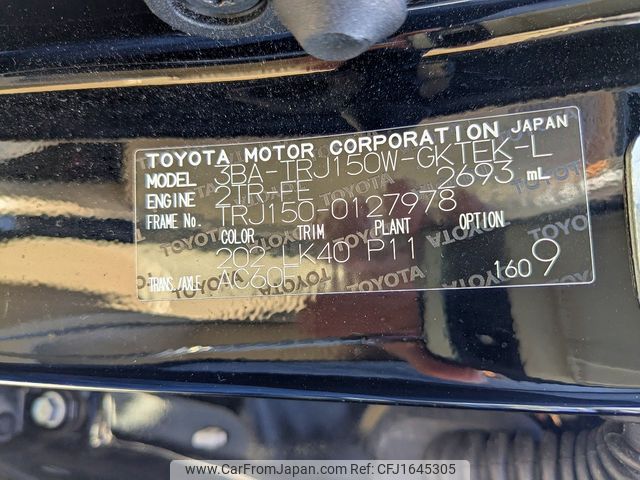 TOYOTA MOTOR CORPORATION JAPAN
MODEL 3BA-TRJ150W-GKTEK-L
ENGINE 2TR-FE 2693 mL
FRAME No. TRJ150-0127978
COLOR TRIM PLANT OPTION
202 LK40 P11
TRANS./AXLE AC60F 1609
www.CarFromJapan.com Ref No : CFJ1645305